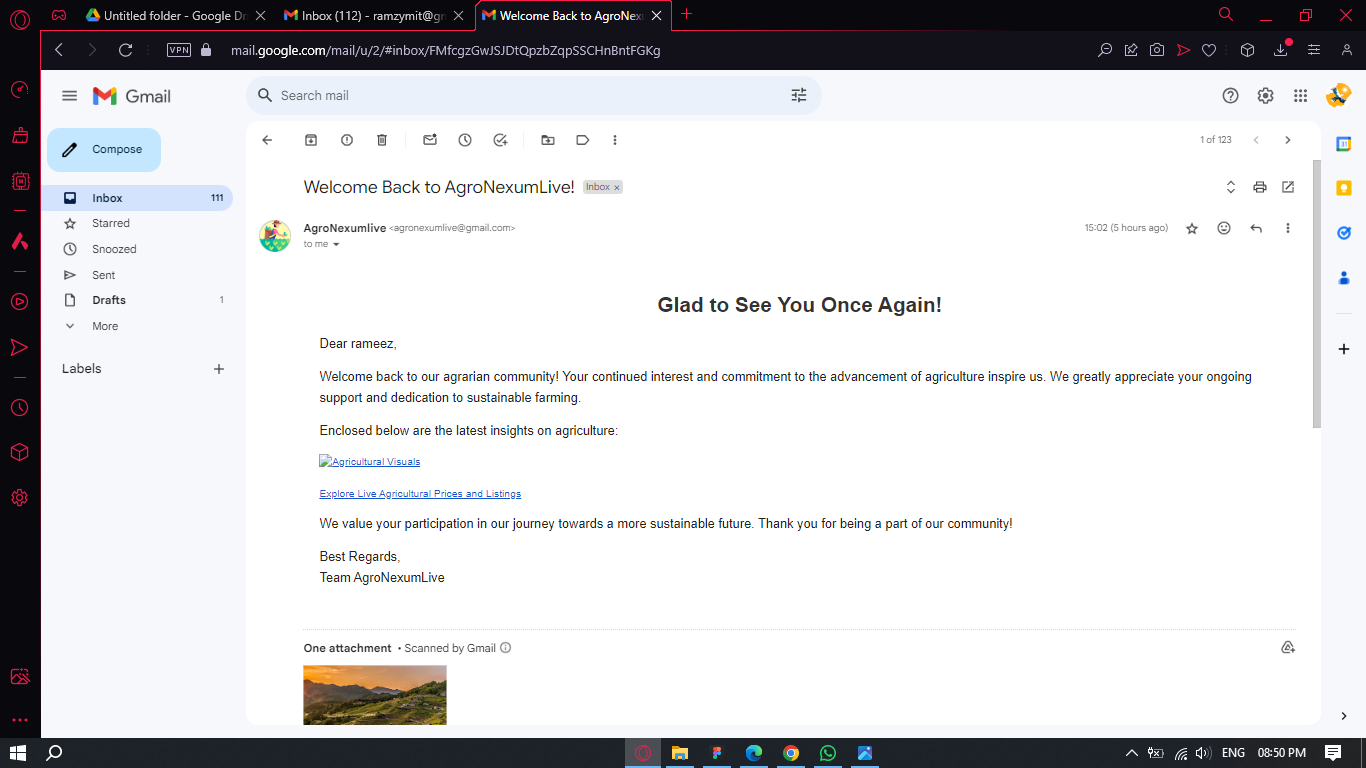 Untitled folder - Google Dr
Inbox (112) - ramzymit@gm
Welcome Back to AgroNex
VPN
mail.google.com/mail/u/2/#inbox/FMfcgzGwJSJDtQpzbZqpSSCHnBntFGKg
Gmail
Search mail
Compose
1 of 123
Inbox 111
Starred
Snoozed
Sent
Drafts 1
More
Labels
Welcome Back to AgroNexumLive! Inbox x
AgroNexumlive <agronexumlive@gmail.com> 15:02 (5 hours ago)
to me
Glad to See You Once Again!
Dear rameez,
Welcome back to our agrarian community! Your continued interest and commitment to the advancement of agriculture inspire us. We greatly appreciate your ongoing
support and dedication to sustainable farming.
Enclosed below are the latest insights on agriculture:
Agricultural Visuals
Explore Live Agricultural Prices and Listings
We value your participation in our journey towards a more sustainable future. Thank you for being a part of our community!
Best Regards,
Team AgroNexumLive
One attachment • Scanned by Gmail
ENG 08:50 PM